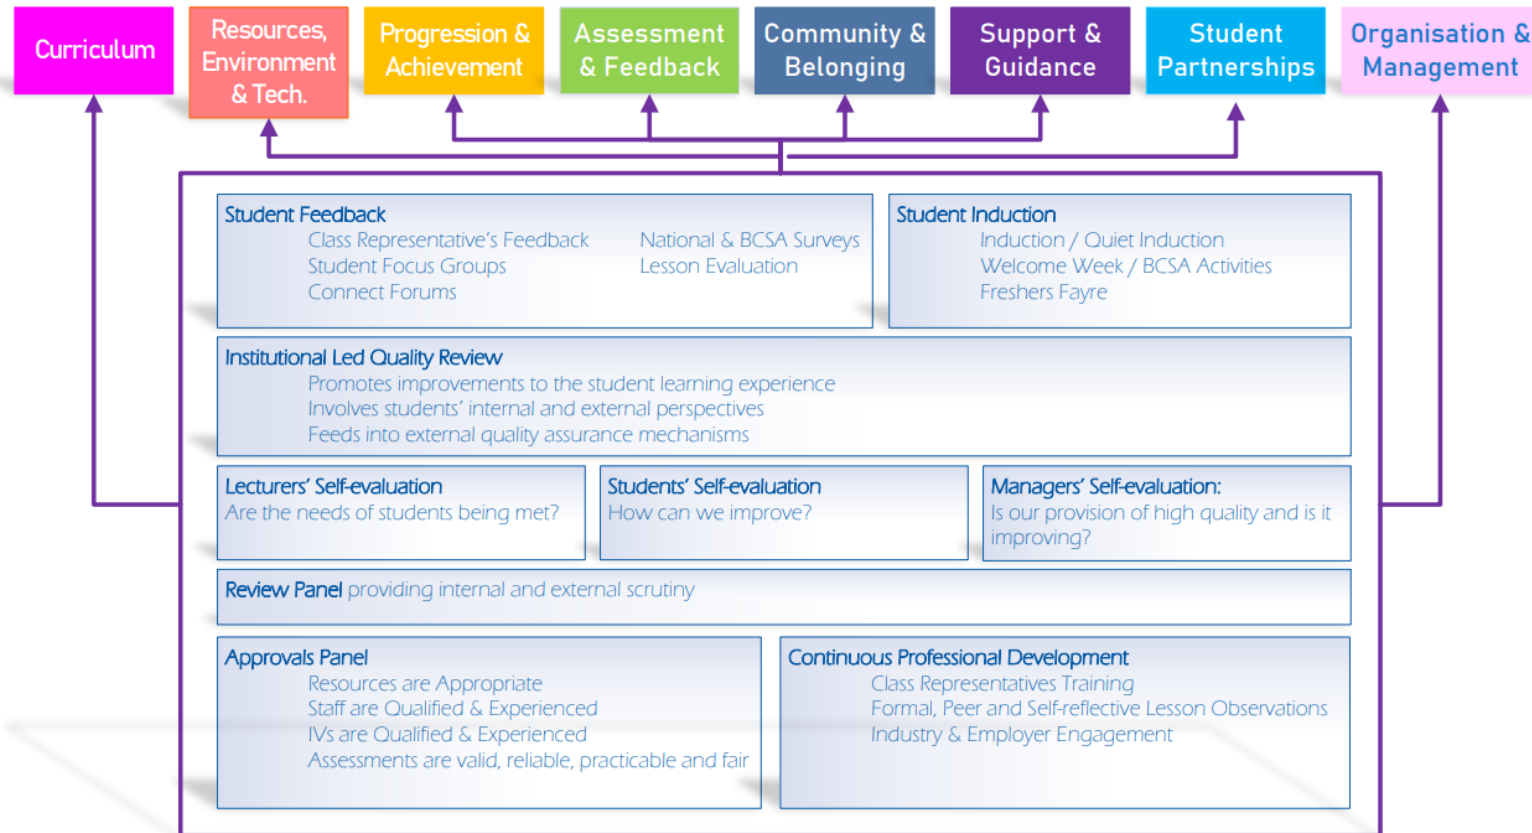 Curriculum
Resources,
Environment
& Tech.
Progression &
Achievement
Assessment
& Feedback
Community &
Belonging
Support &
Guidance
Student
Partnerships
Organisation &
Management
Student Feedback
Class Representative's Feedback
Student Focus Groups
Connect Forums
National & BCSA Surveys
Lesson Evaluation
Student Induction
Induction / Quiet Induction
Welcome Week / BCSA Activities
Freshers Fayre
Institutional Led Quality Review
Promotes improvements to the student learning experience
Involves students' internal and external perspectives
Feeds into external quality assurance mechanisms
Lecturers' Self-evaluation
Are the needs of students being met?
Students' Self-evaluation
How can we improve?
Managers' Self-evaluation:
Is our provision of high quality and is it
improving?
Review Panel providing internal and external scrutiny
Approvals Panel
Resources are Appropriate
Staff are Qualified & Experienced
IVs are Qualified & Experienced
Assessments are valid, reliable, practicable and fair
Continuous Professional Development
Class Representatives Training
Formal, Peer and Self-reflective Lesson Observations
Industry & Employer Engagement